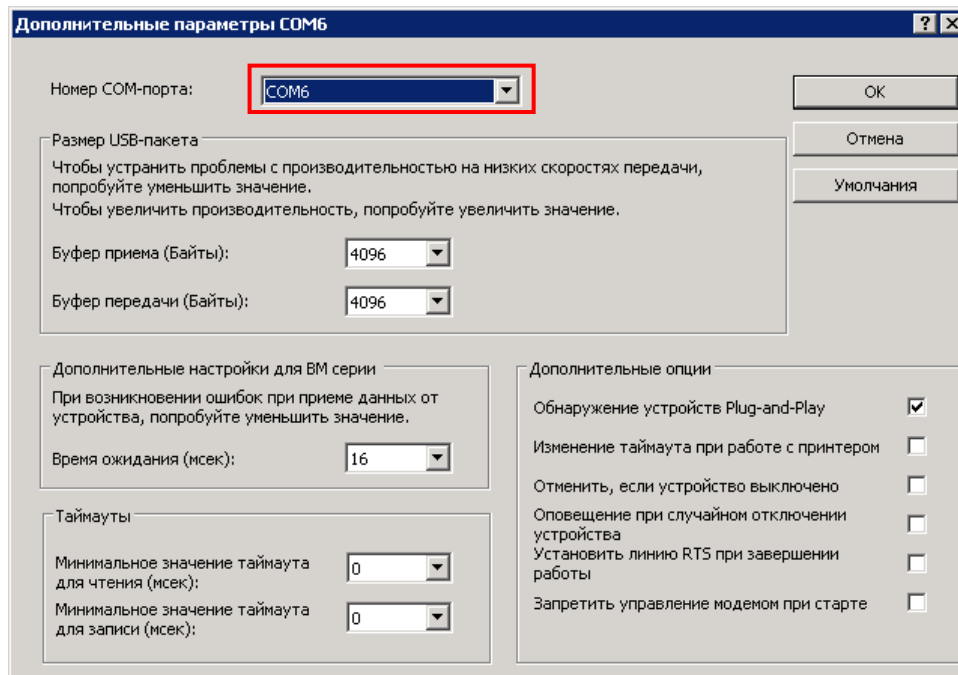 Дополнительные параметры COM6
Номер COM-порта:
COM6
OK
Отмена
Умолчания
Размер USB-пакета
Чтобы устранить проблемы с производительностью на низких скоростях передачи,
попробуйте уменьшить значение.
Чтобы увеличить производительность, попробуйте увеличить значение.
Буфер приема (Байты):
4096
Буфер передачи (Байты):
4096
Дополнительные настройки для ВМ серии
При возникновении ошибок при приеме данных от
устройства, попробуйте уменьшить значение.
Время ожидания (мсек):
16
Таймауты
Минимальное значение таймаута
для чтения (мсек):
0
Минимальное значение таймаута
для записи (мсек):
0
Дополнительные опции
Обнаружение устройств Plug-and-Play
Изменение таймаута при работе с принтером
Отменить, если устройство выключено
Оповещение при случайном отключении
устройства
Установить линию RTS при завершении
работы
Запретить управление модемом при старте